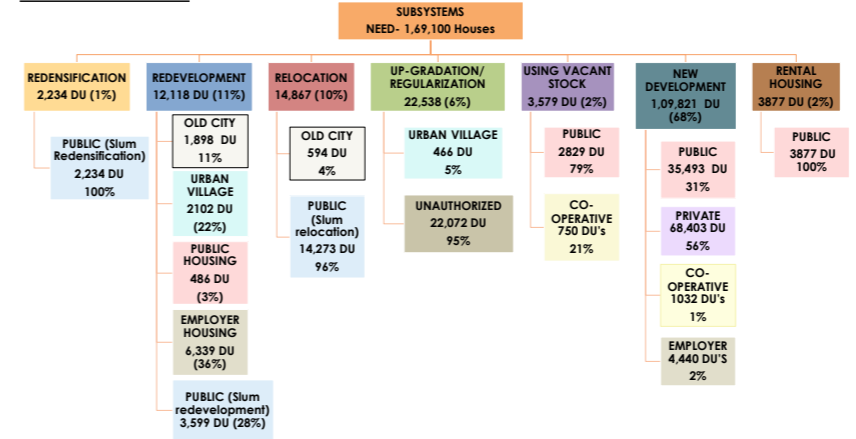 SUBSYSTEMS
NEED- 1,69,100 Houses
REDENSIFICATION
2,234 DU (1%)
PUBLIC (Slum
Redensification)
2,234 DU
100%
REDEVELOPMENT
12,118 DU (11%)
OLD CITY
1,898 DU
11%
URBAN
VILLAGE
2102 DU
(22%)
PUBLIC
HOUSING
486 DU
(3%)
EMPLOYER
HOUSING
6,339 DU
(36%)
PUBLIC (Slum
redevelopment)
3,599 DU (28%)
RELOCATION
14,867 (10%)
OLD CITY
594 DU
4%
PUBLIC
(Slum
relocation)
14,273 DU
96%
UP-GRADATION/
REGULARIZATION
22,538 (6%)
URBAN VILLAGE
466 DU
5%
UNAUTHORIZED
22,072 DU
95%
USING VACANT
STOCK
3,579 DU (2%)
PUBLIC
2829 DU
79%
CO-
OPERATIVE
750 DU's
21%
NEW
DEVELOPMENT
1,09,821 DU
(68%)
PUBLIC
35,493 DU
31%
PRIVATE
68,403 DU
56%
CO-
OPERATIVE
1032 DU's
1%
EMPLOYER
4,440 DU'S
2%
RENTAL
HOUSING
3877 DU (2%)
PUBLIC
3877 DU
100%